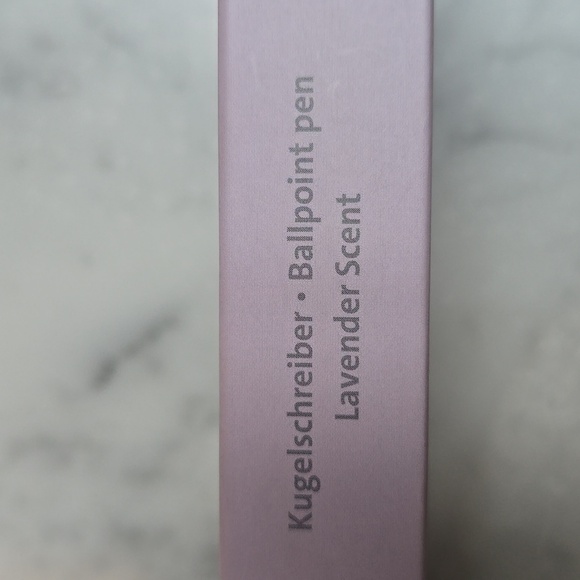 Kugelschreiber • Ballpoint pen
Lavender Scent